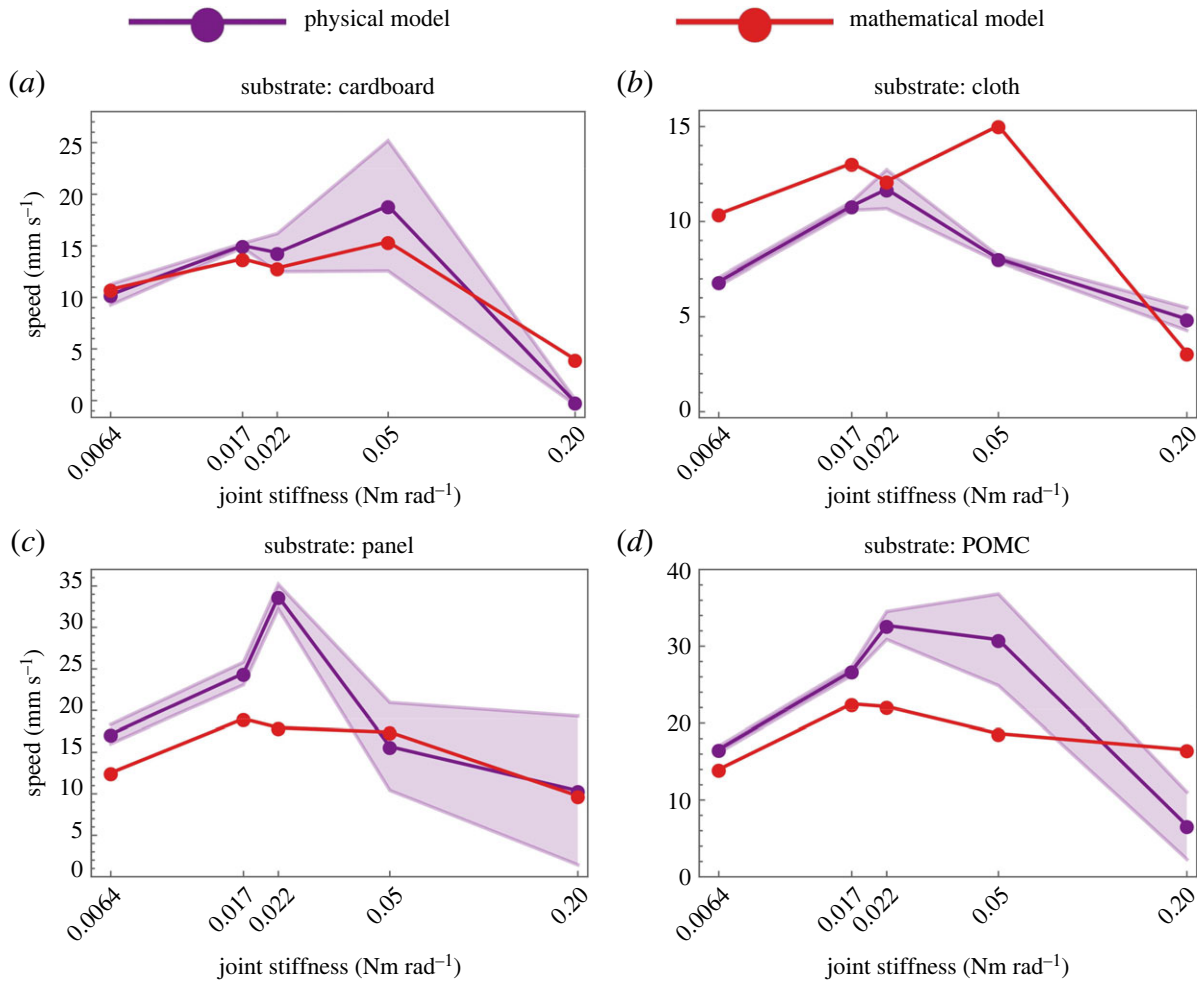 physical model
mathematical model
(a)
substrate: cardboard
25
20
15
10
5
0
speed (mm s⁻¹)
0.0064
0.017
0.022
0.05
0.20
joint stiffness (Nm rad⁻¹)
(b)
substrate: cloth
15
10
5
0
0.0064
0.017
0.022
0.05
0.20
joint stiffness (Nm rad⁻¹)
(c)
substrate: panel
35
30
25
20
15
10
5
0
speed (mm s⁻¹)
0.0064
0.017
0.022
0.05
0.20
joint stiffness (Nm rad⁻¹)
(d)
substrate: POMC
40
30
20
10
0
0.0064
0.017
0.022
0.05
0.20
joint stiffness (Nm rad⁻¹)